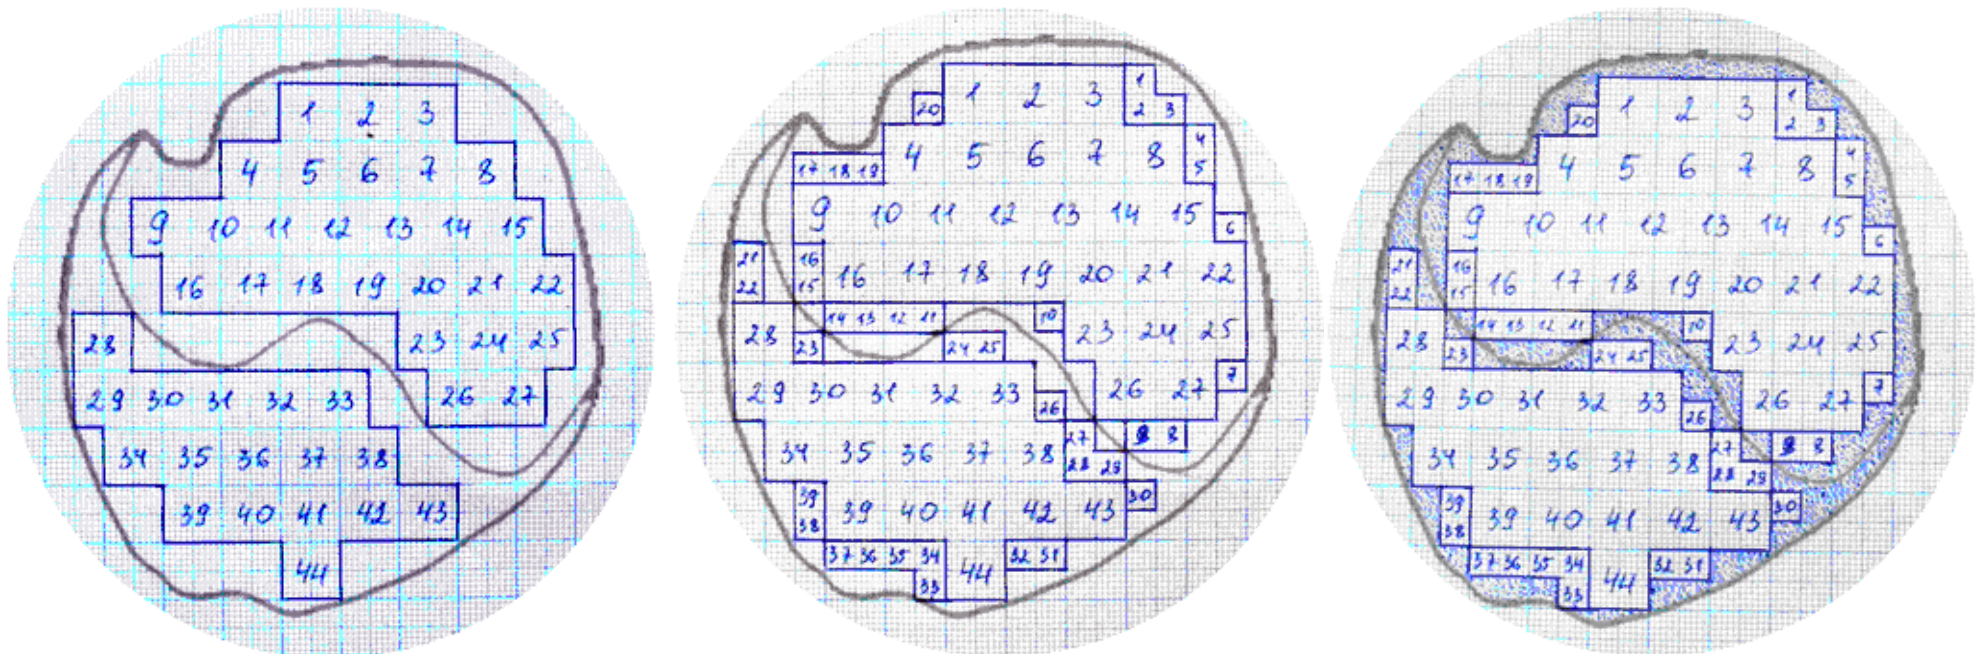 1 2 3
4 5 6 7 8
9 10 11 12 13 14 15
16 17 18 19 20 21 22
28 23 24 25
29 30 31 32 33 26 27
34 35 36 37 38
39 40 41 42 43
44
1
20 1 2 3 2 3
4 5 6 7 8 4
17 18 19 5
9 10 11 12 13 14 15 6
21 16
22 15 16 17 18 19 20 21 22
14 13 12 11 10
28 23 24 25 23 24 25
7
29 30 31 32 33 26 26 27
27 8
34 35 36 37 38 28 29
39 30
38 39 40 41 42 43
37 36 35 34 32 31
33 44
1
20 1 2 3 2 3
4 5 6 7 8 4
17 18 19 5
9 10 11 12 13 14 15 6
21 16
22 15 16 17 18 19 20 21 22
14 13 12 11 10
28 23 24 25 23 24 25
7
29 30 31 32 33 26 26 27
27 8
34 35 36 37 38 28 29
39 30
38 39 40 41 42 43
37 36 35 34 32 31
33 44